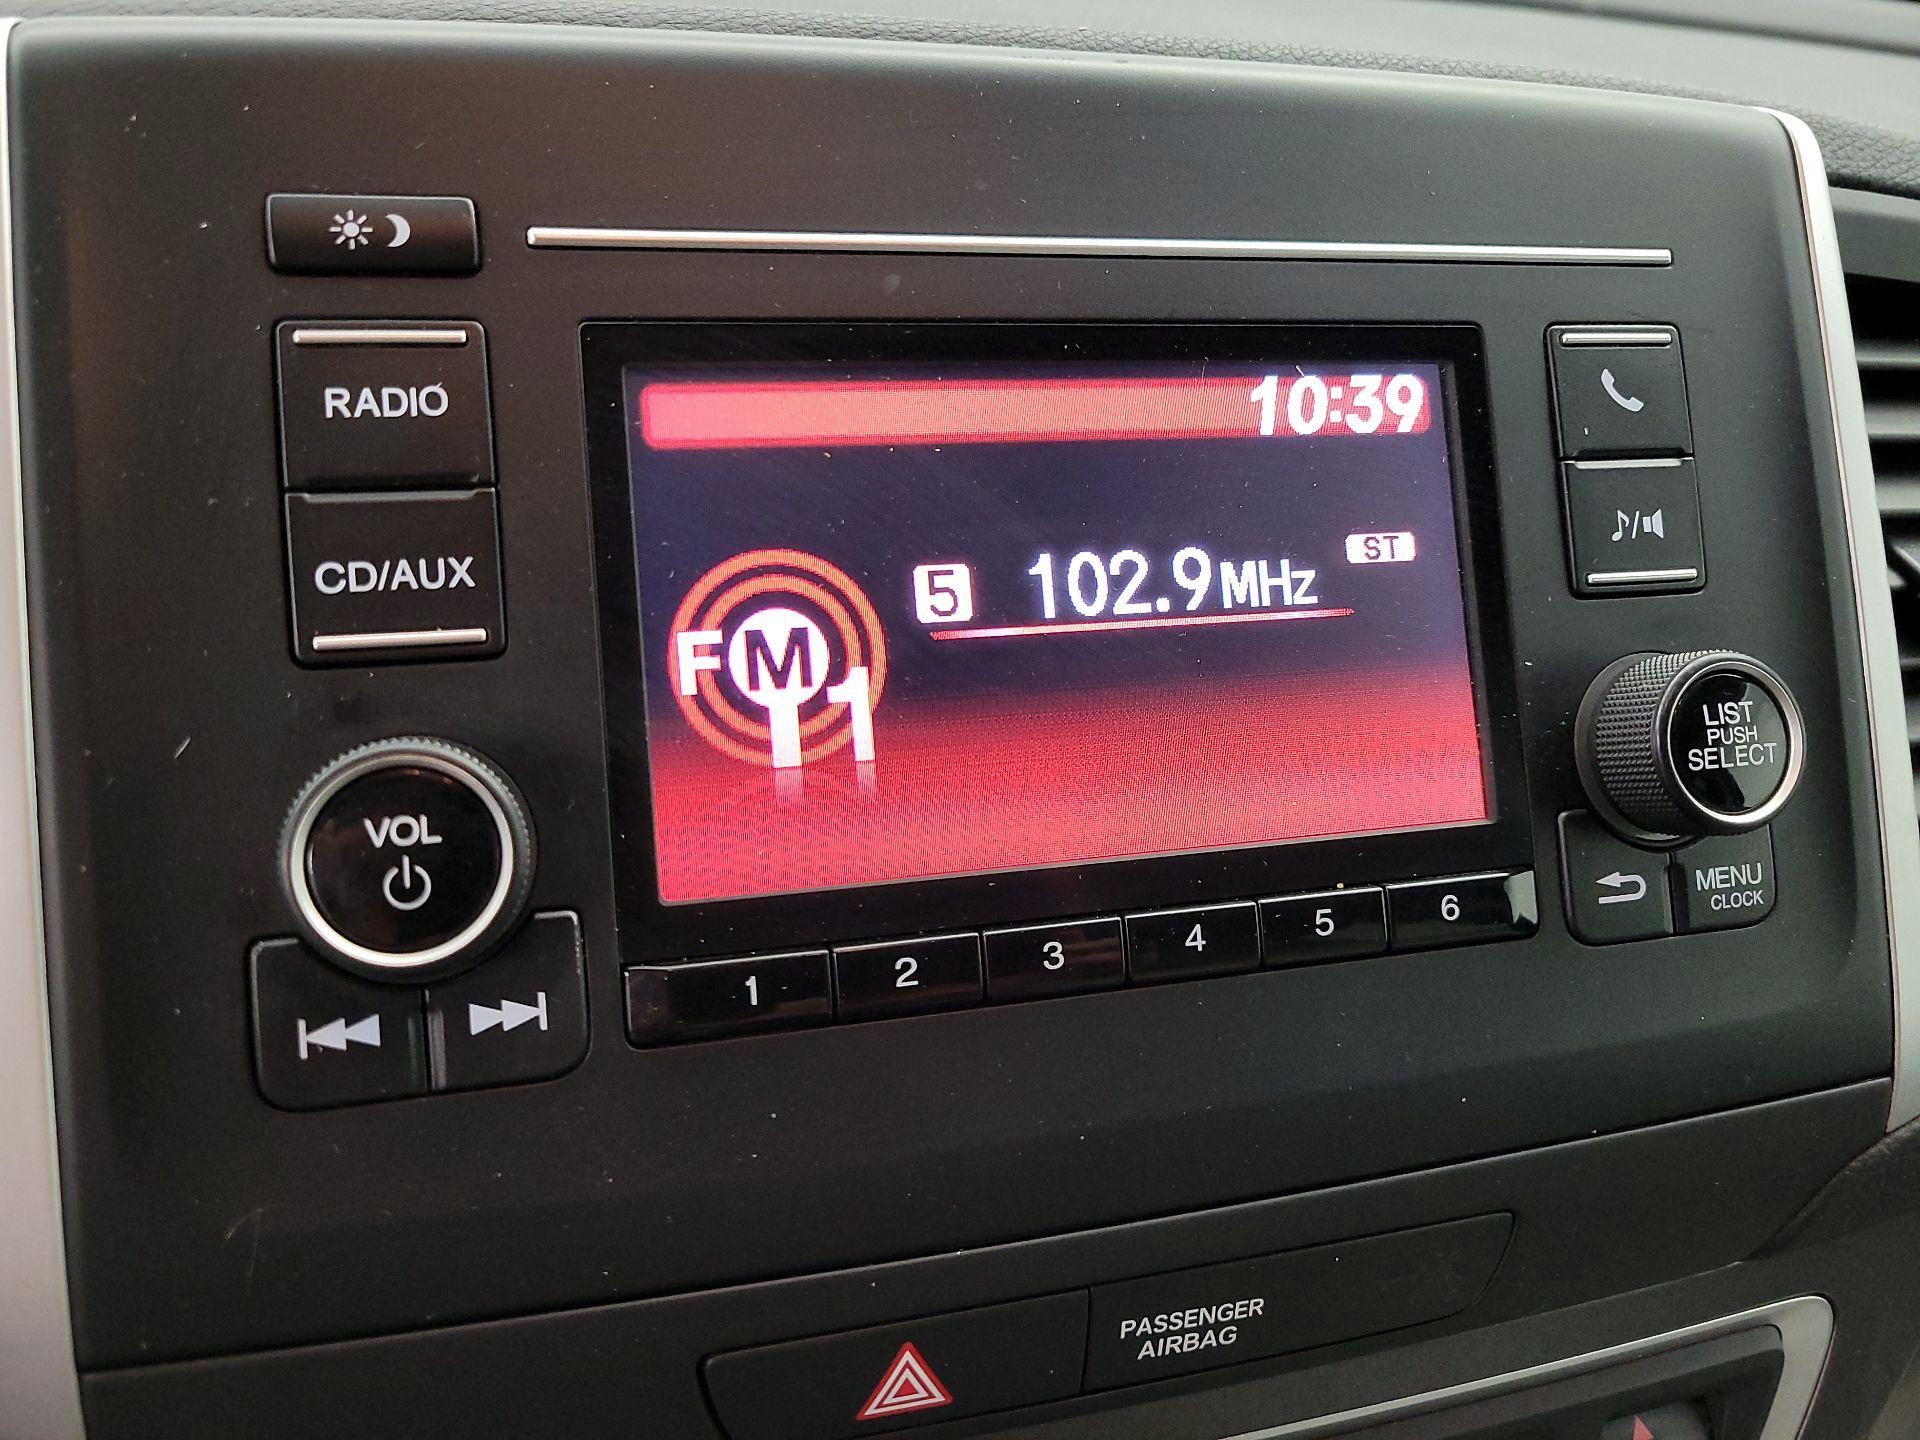 RADIO
CD/AUX
VOL
10:39
5 102.9MHz ST
FM1
1 2 3 4 5 6
LIST
PUSH
SELECT
MENU
CLOCK
PASSENGER
AIRBAG